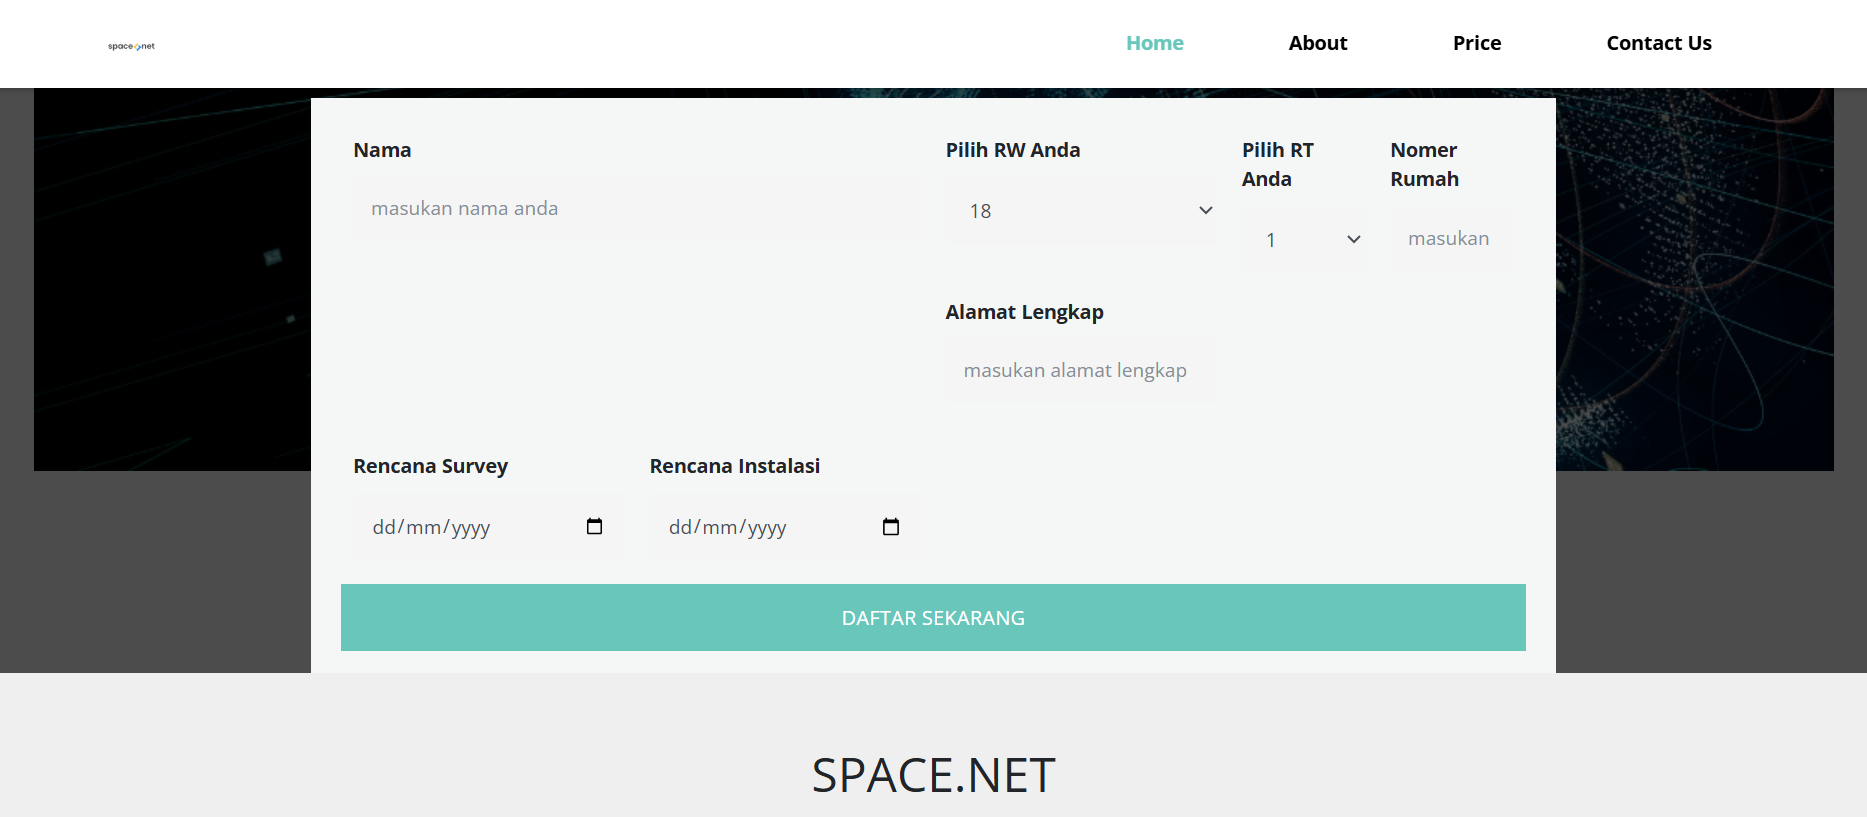 space net
Home
About
Price
Contact Us
Nama
masukan nama anda
Pilih RW Anda
18
Pilih RT
Anda
1
Nomer
Rumah
masukan
Alamat Lengkap
masukan alamat lengkap
Rencana Survey
dd/mm/yyyy
Rencana Instalasi
dd/mm/yyyy
DAFTAR SEKARANG
SPACE.NET